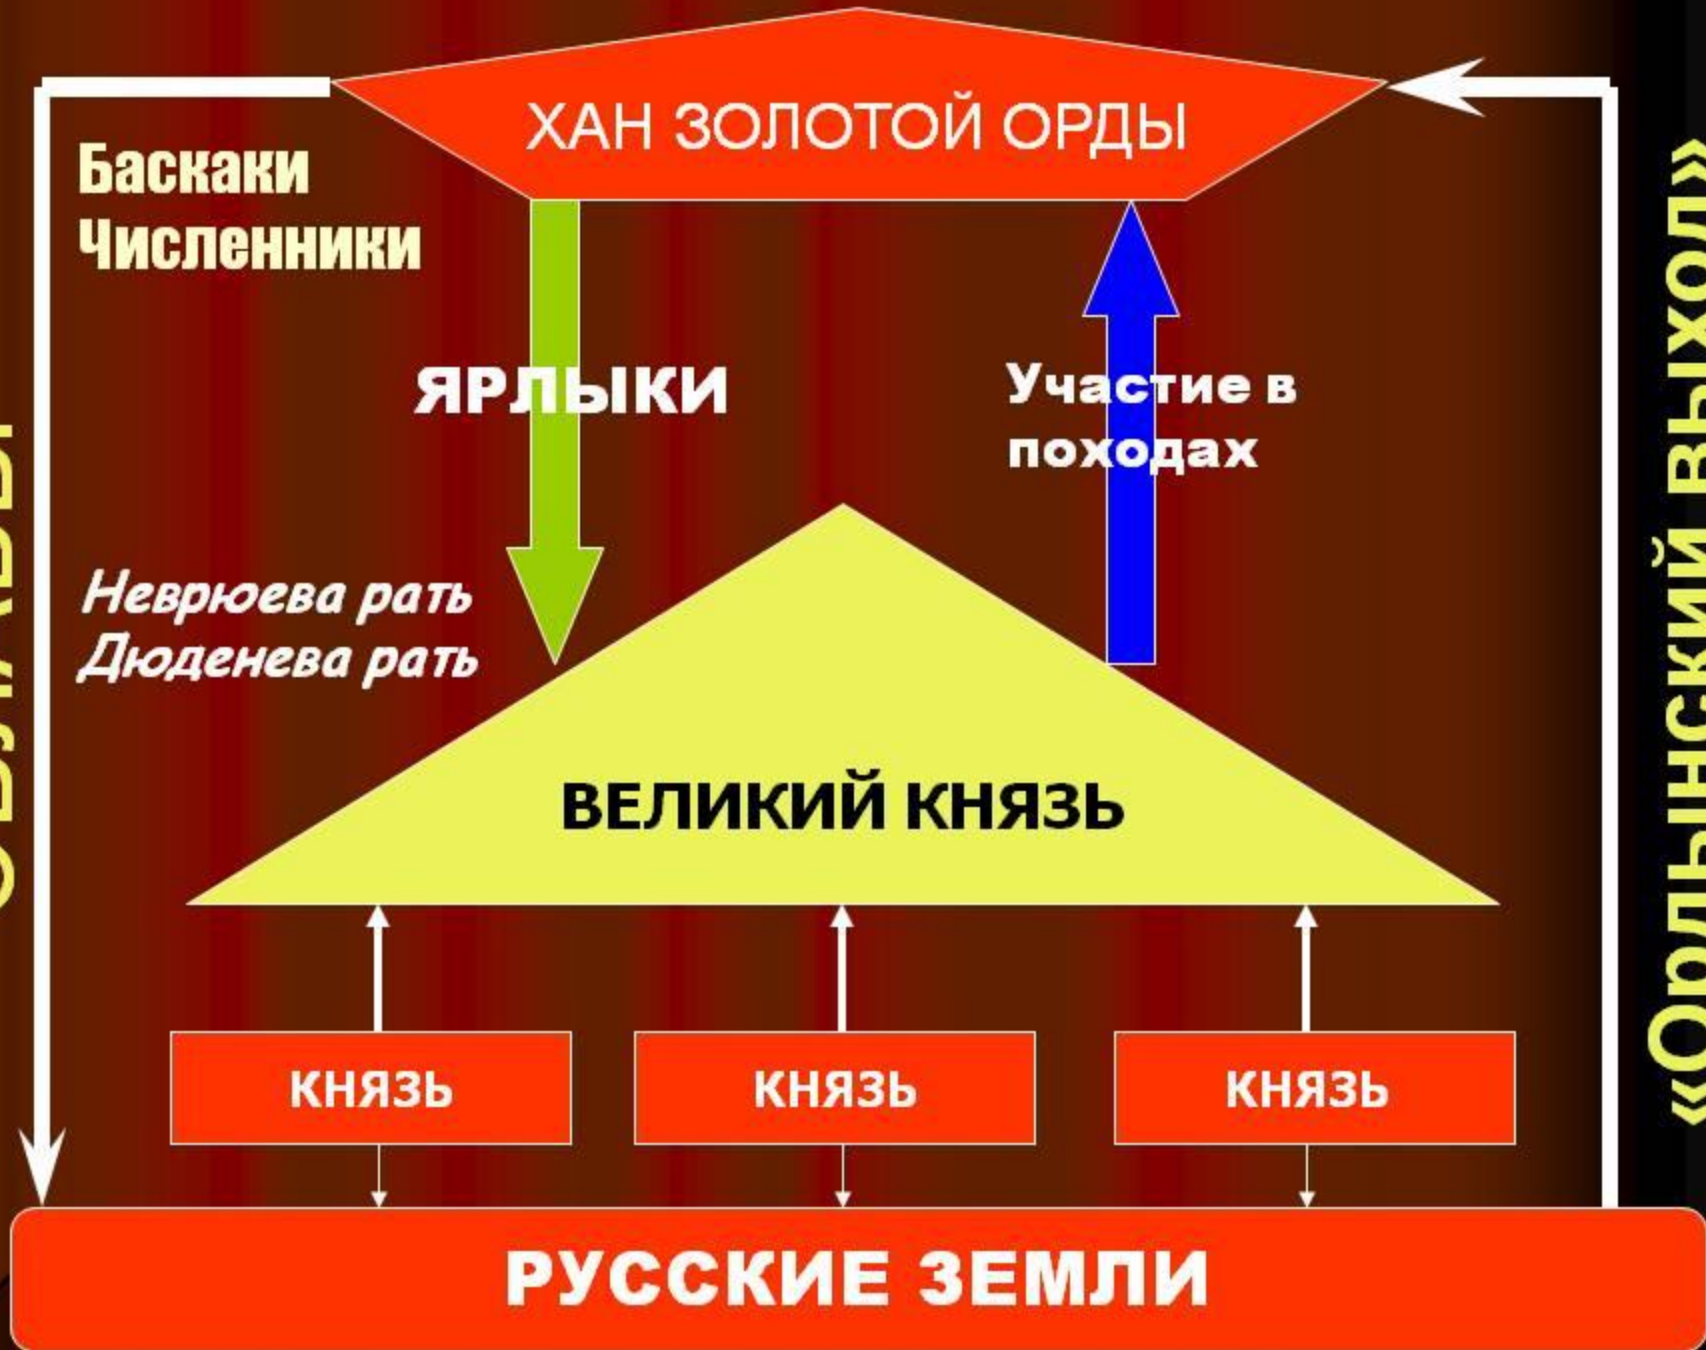 ХАН ЗОЛОТОЙ ОРДЫ
Баскаки
Численники
ЯРЛЫКИ
Участие в
походах
Неврюева рать
Дюденева рать
«Ордынский выход»
ВЕЛИКИЙ КНЯЗЬ
КНЯЗЬ
КНЯЗЬ
КНЯЗЬ
РУССКИЕ ЗЕМЛИ